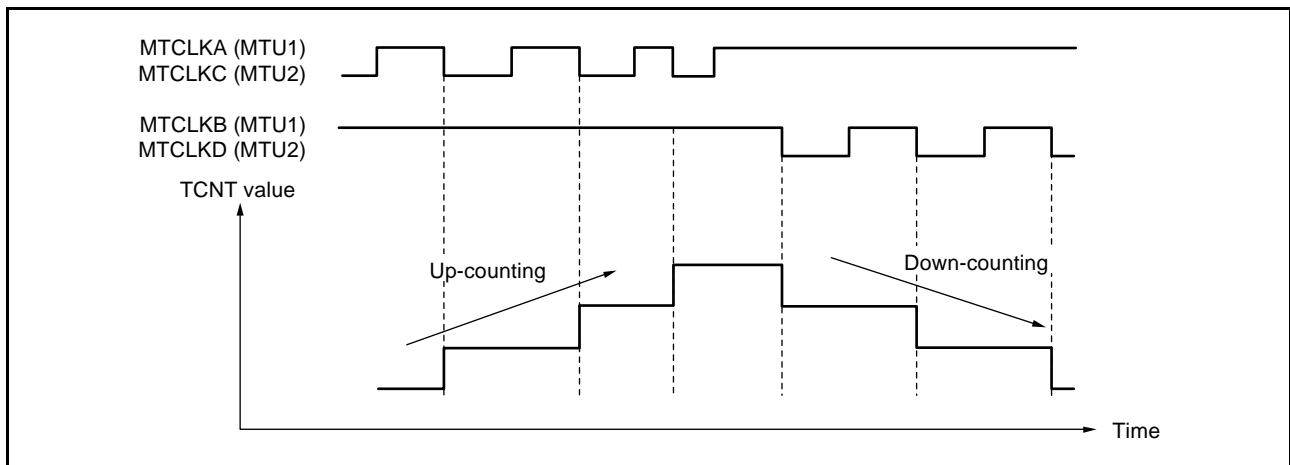 MTCLKA (MTU1)
MTCLKC (MTU2)
MTCLKB (MTU1)
MTCLKD (MTU2)
TCNT value
Up-counting
Down-counting
Time